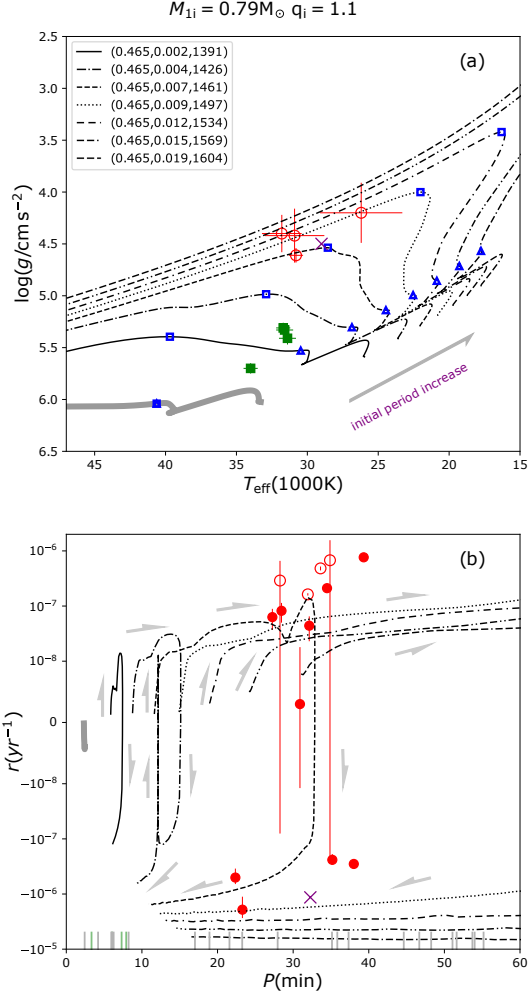 M₁ᵢ = 0.79M☉ qᵢ = 1.1
(a)
(0.465,0.002,1391)
(0.465,0.004,1426)
(0.465,0.007,1461)
(0.465,0.009,1497)
(0.465,0.012,1534)
(0.465,0.015,1569)
(0.465,0.019,1604)
log(g/cm s⁻²)
2.5
3.0
3.5
4.0
4.5
5.0
5.5
6.0
6.5
initial period increase
45 40 35 30 25 20 15
T_eff(1000K)
(b)
r(yr⁻¹)
10⁻⁶
10⁻⁷
10⁻⁸
0
-10⁻⁸
-10⁻⁷
-10⁻⁶
-10⁻⁵
0 10 20 30 40 50 60
P(min)